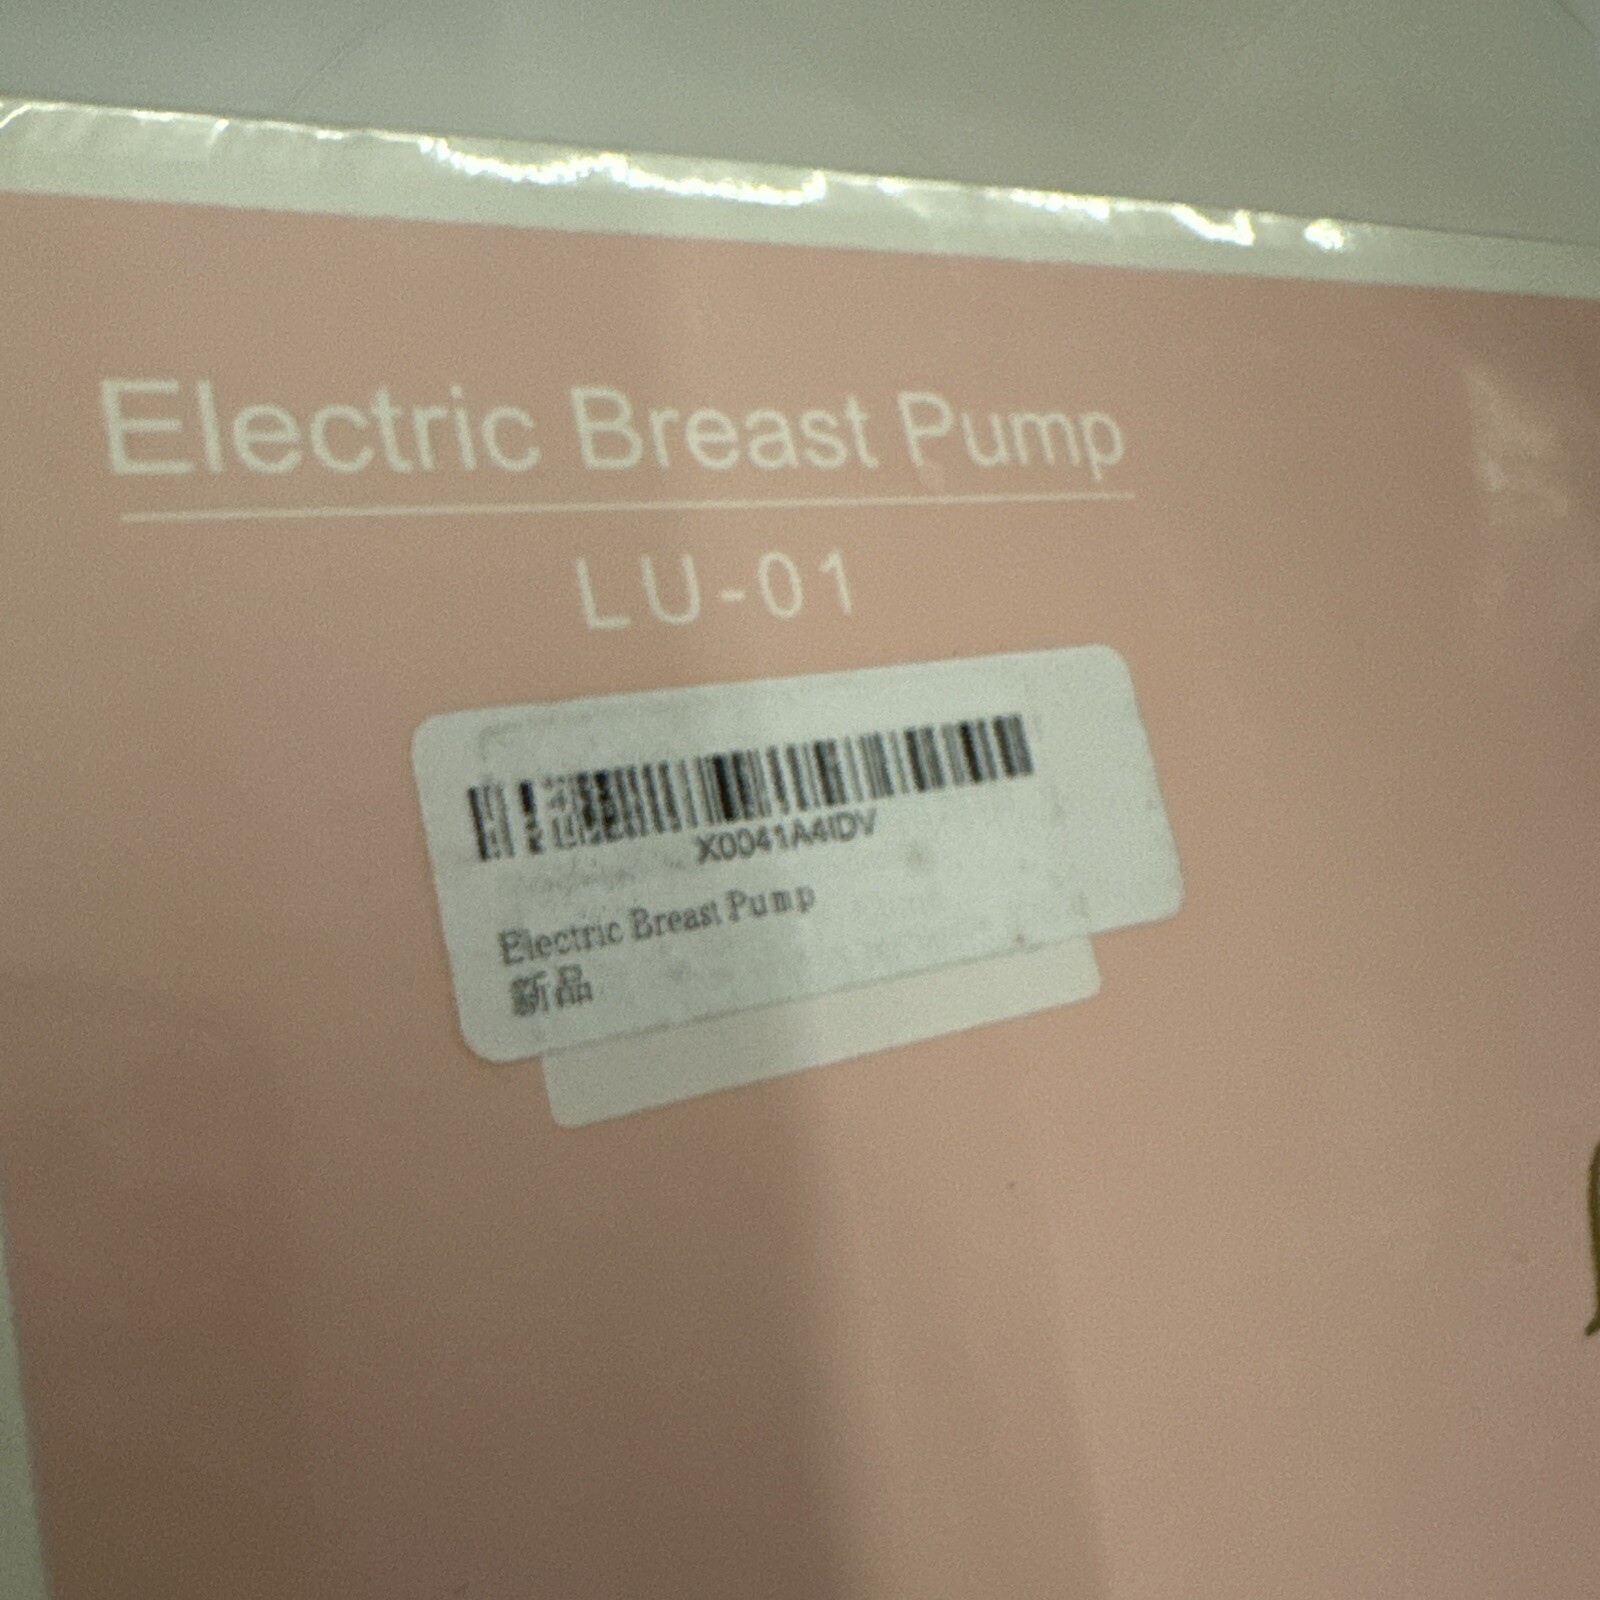 Electric Breast Pump
LU-01
X0041A4IDV
Electric Breast Pump
新品